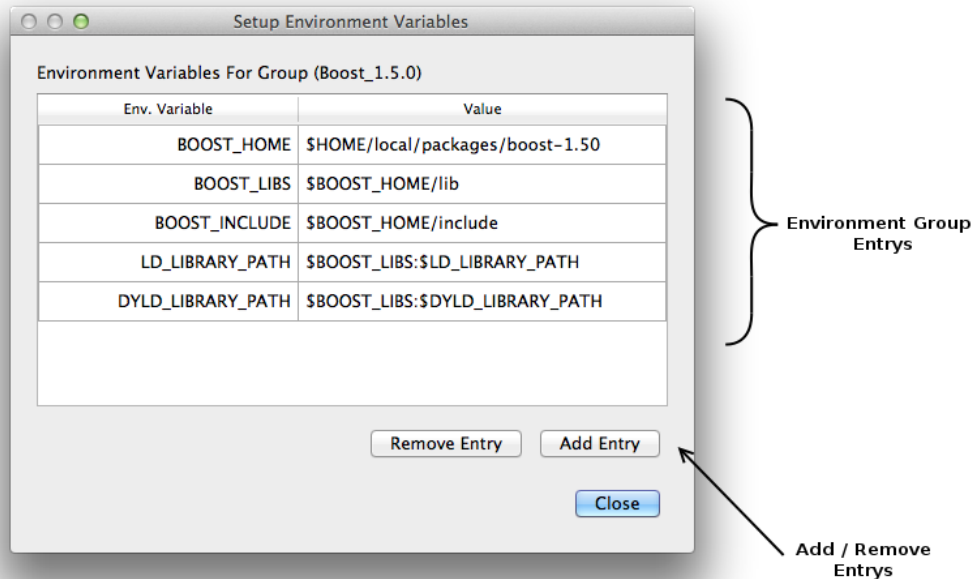 Setup Environment Variables
Environment Variables For Group (Boost_1.5.0)
Env. Variable Value
BOOST_HOME $HOME/local/packages/boost-1.50
BOOST_LIBS $BOOST_HOME/lib
BOOST_INCLUDE $BOOST_HOME/include
LD_LIBRARY_PATH $BOOST_LIBS:$LD_LIBRARY_PATH
DYLD_LIBRARY_PATH $BOOST_LIBS:$DYLD_LIBRARY_PATH
Environment Group
Entrys
Remove Entry Add Entry
Close
Add / Remove
Entrys